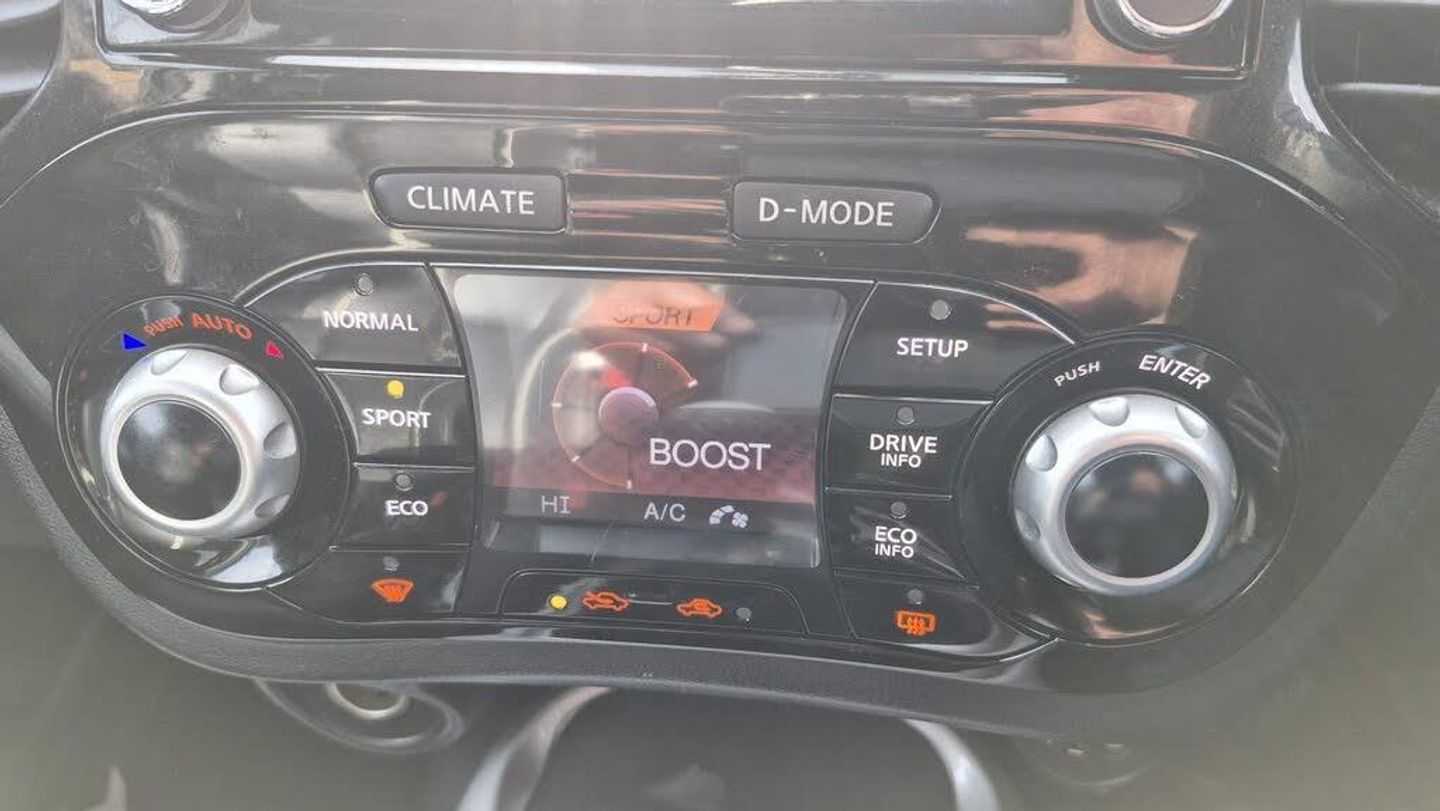 CLIMATE
D-MODE
PUSH AUTO
NORMAL
SPORT
SETUP
PUSH ENTER
SPORT
DRIVE
INFO
BOOST
ECO
HI
A/C
ECO
INFO